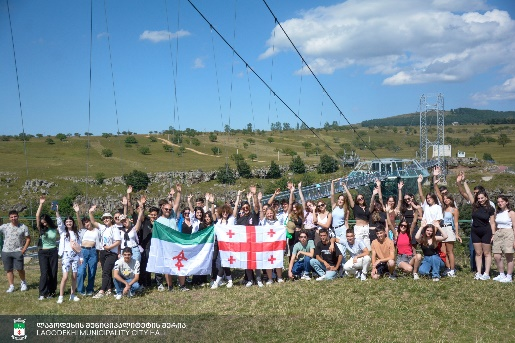 ᲚᲐᲒᲝᲓᲔᲮᲘᲡ ᲛᲣᲜᲘᲪᲘᲞᲐᲚᲘᲢᲔᲢᲘᲡ ᲛᲔᲠᲘᲐ
LAGODEKHI MUNICIPALITY CITY HALL